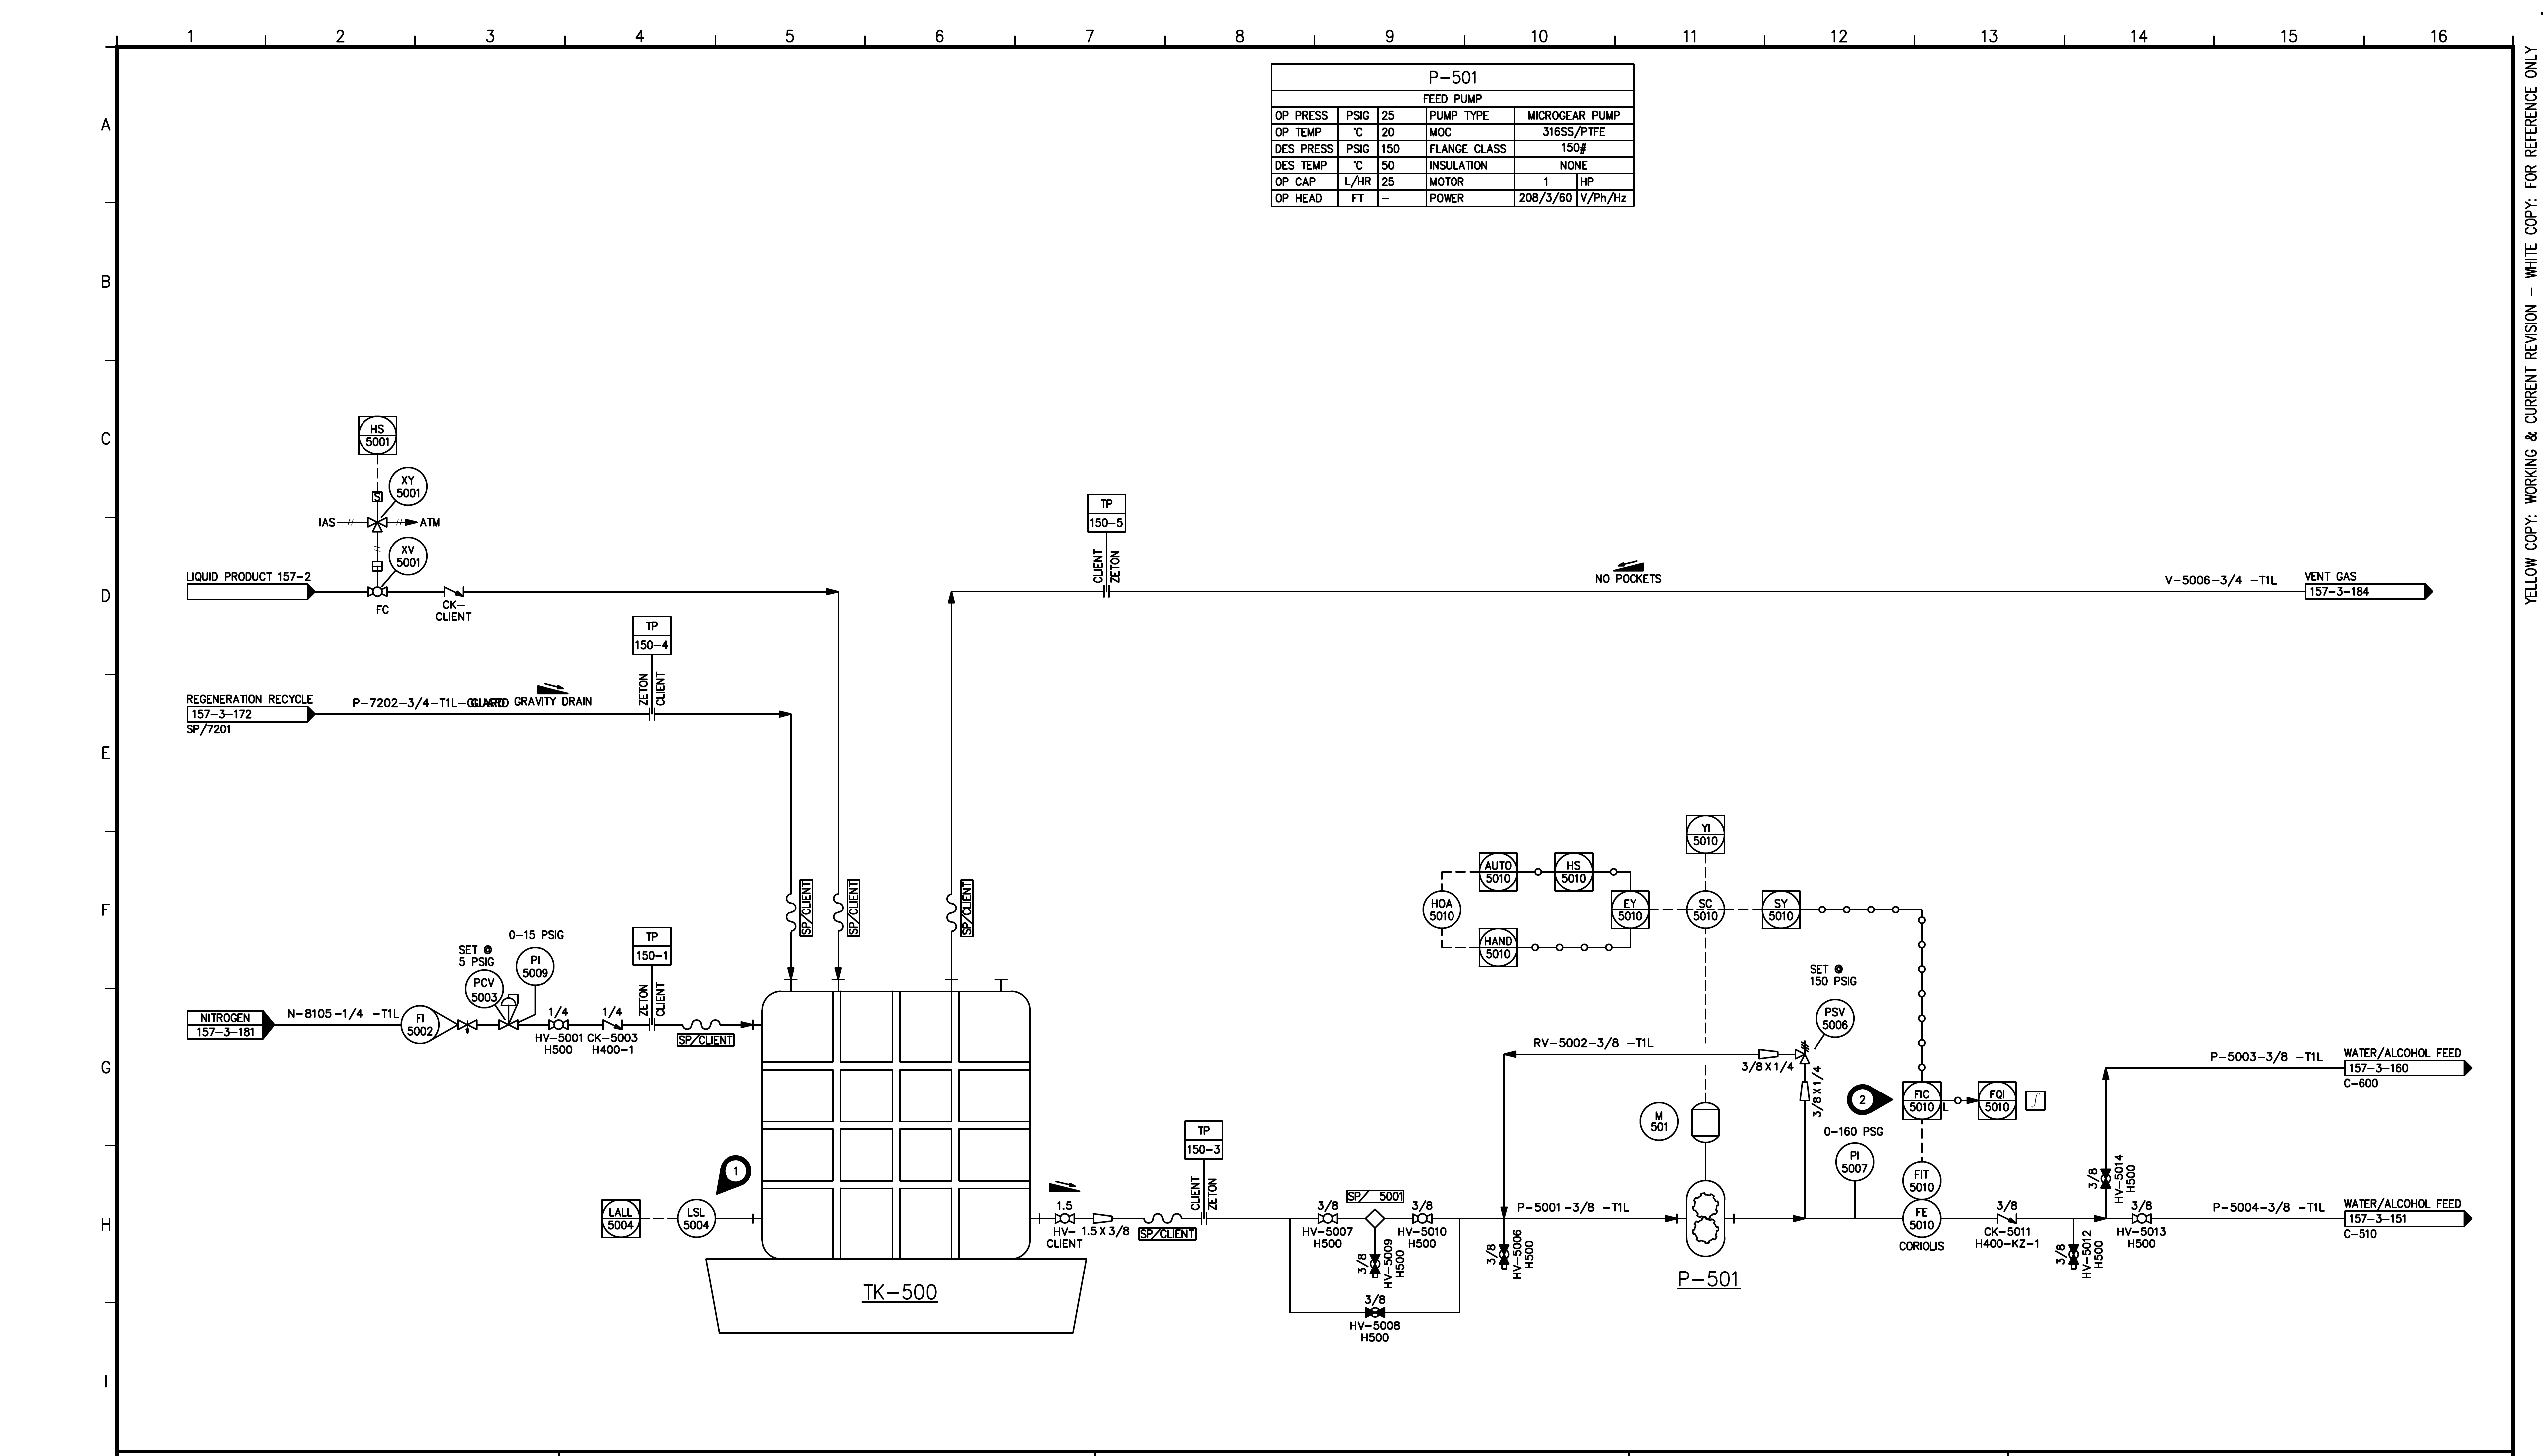 1 2 3 4 5 6 7 8 9 10 11 12 13 14 15 16
A
B
C
D
E
F
G
H
I
YELLOW COPY: WORKING & CURRENT REVISION - WHITE COPY: FOR REFERENCE ONLY
P-501
FEED PUMP
OP PRESS PSIG 25 PUMP TYPE MICROGEAR PUMP
OP TEMP °C 20 MOC 316SS/PTFE
DES PRESS PSIG 150 FLANGE CLASS 150#
DES TEMP °C 50 INSULATION NONE
OP CAP L/HR 25 MOTOR 1 HP
OP HEAD FT - POWER 208/3/60 V/Ph/Hz
HS
5001
XY
5001
S
IAS
ATM
XV
5001
LIQUID PRODUCT 157-2
FC
CK-
CLIENT
TP
150-5
CLIENT
ZETON
NO POCKETS
V-5006-3/4 -T1L
VENT GAS
157-3-184
TP
150-4
ZETON
CLIENT
REGENERATION RECYCLE
157-3-172
SP/7201
P-7202-3/4-T1L-GUARD GRAVITY DRAIN
SP/CLIENT
SP/CLIENT
SP/CLIENT
NITROGEN
157-3-181
N-8105-1/4 -T1L
FI
5002
SET @
5 PSIG
PCV
5003
0-15 PSIG
PI
5009
1/4
HV-5001
H500
1/4
CK-5003
H400-1
TP
150-1
ZETON
CLIENT
SP/CLIENT
LALL
5004
LSL
5004
1
TK-500
1.5
HV-
CLIENT
1.5X3/8
SP/CLIENT
TP
150-3
CLIENT
ZETON
3/8
HV-5007
H500
SP/ 5001
3/8
HV-5010
H500
3/8
HV-5009
H500
3/8
HV-5008
H500
3/8
HV-5006
H500
P-5001-3/8 -T1L
RV-5002-3/8 -T1L
AUTO
5010
HS
5010
HOA
5010
HAND
5010
EY
5010
YI
5010
SC
5010
SY
5010
M
501
P-501
SET @
150 PSIG
PSV
5006
3/8X1/4
3/8X1/4
0-160 PSG
PI
5007
2
FIC
5010
L
FQI
5010
∫
FIT
5010
FE
5010
CORIOLIS
3/8
CK-5011
H400-KZ-1
3/8
HV-5012
H500
3/8
HV-5014
H500
3/8
HV-5013
H500
P-5003-3/8 -T1L
WATER/ALCOHOL FEED
157-3-160
C-600
P-5004-3/8 -T1L
WATER/ALCOHOL FEED
157-3-151
C-510